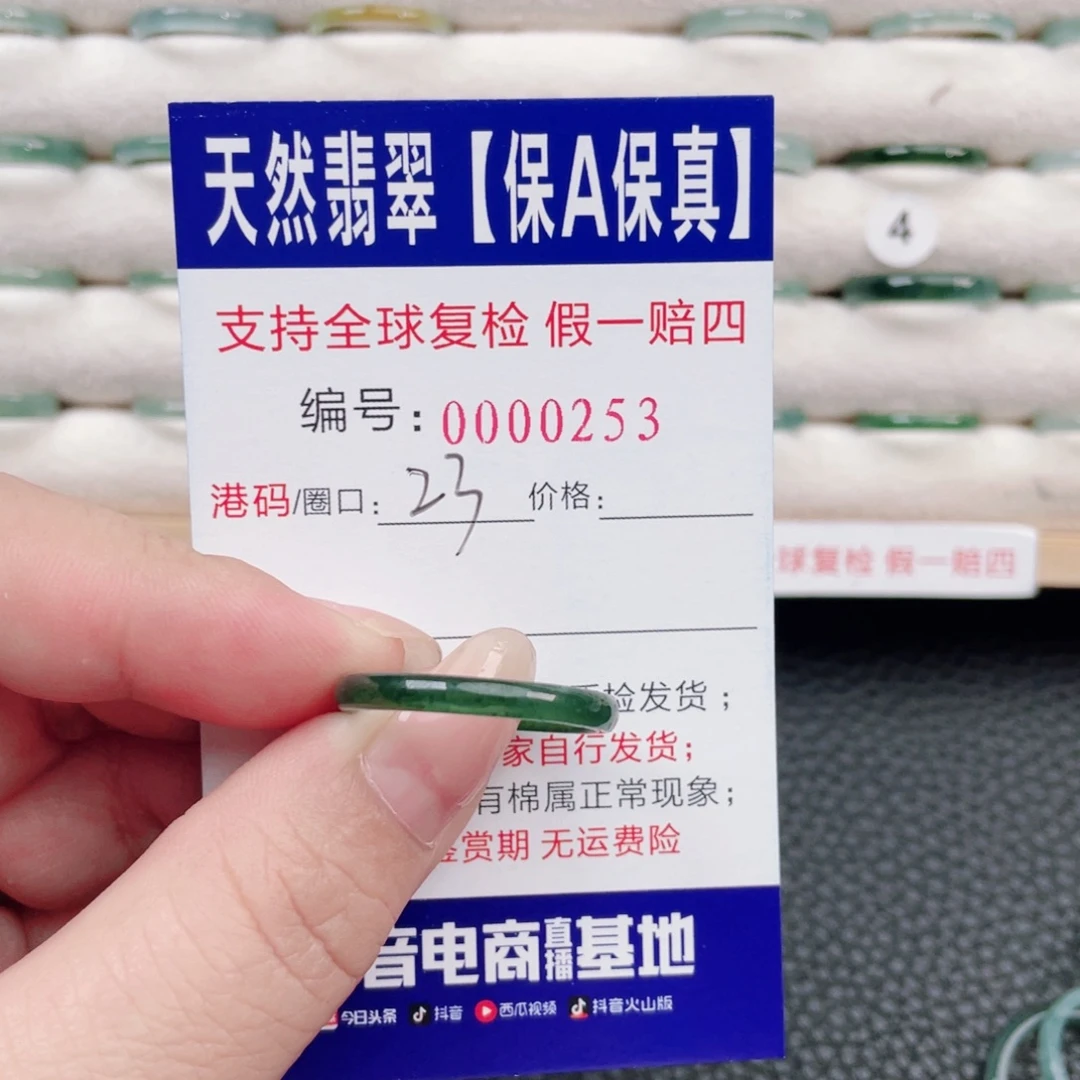 4
天然翡翠【保A保真】
支持全球复检 假一赔四
编号：0000253
港码/圈口：23 价格：
球复检 假一赔四
检发货；
家自行发货；
有棉属正常现象；
赏期 无运费险
音电商直播基地
今日头条 抖音 西瓜视频 抖音火山版